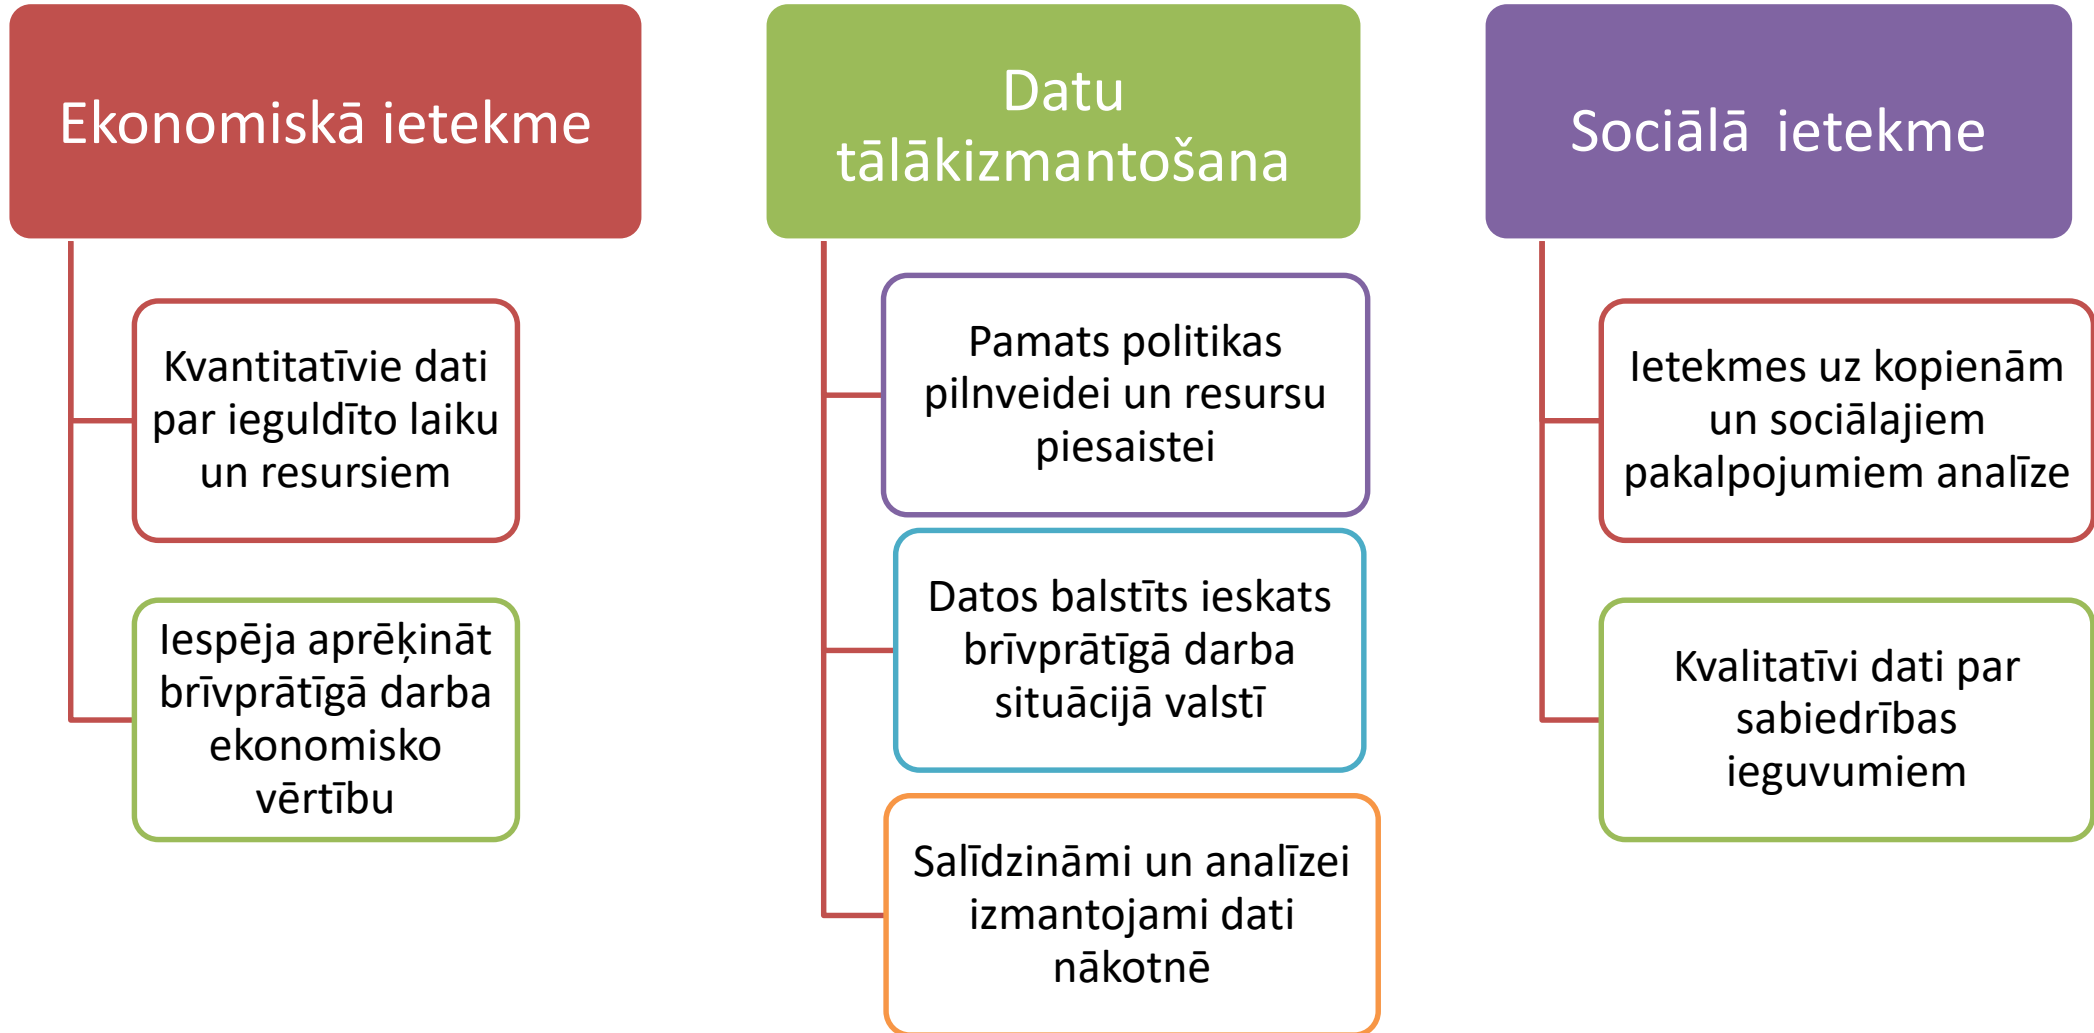 Ekonomiskā ietekme
Kvantitatīvie dati
par ieguldīto laiku
un resursiem
Iespēja aprēķināt
brīvprātīgā darba
ekonomisko
vērtību
Datu
tālākizmantošana
Pamats politikas
pilnveidei un resursu
piesaistei
Datos balstīts ieskats
brīvprātīgā darba
situācijā valstī
Salīdzināmi un analīzei
izmantojami dati
nākotnē
Sociālā ietekme
Ietekmes uz kopienām
un sociālajiem
pakalpojumiem analīze
Kvalitatīvi dati par
sabiedrības
ieguvumiem